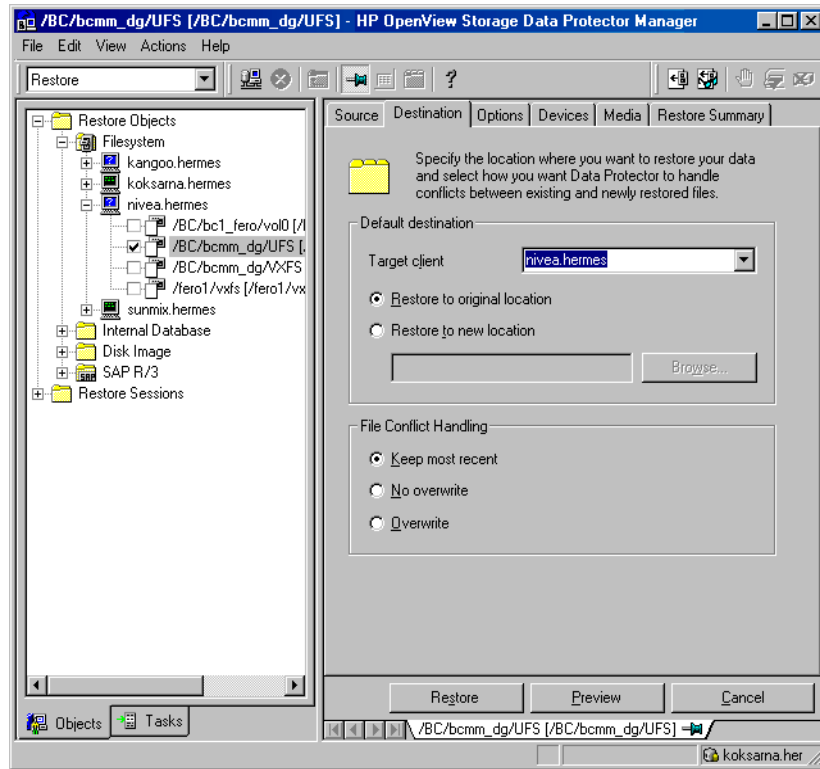 /BC/bcmm_dg/UFS [/BC/bcmm_dg/UFS] - HP OpenView Storage Data Protector Manager
File Edit View Actions Help
Restore
?
Restore Objects
Filesystem
kangoo.hermes
koksarna.hermes
nivea.hermes
/BC/bc1_fero/vol0 [/
/BC/bcmm_dg/UFS [.
/BC/bcmm_dg/VXFS
/fero1/vxfs [/fero1/vx
sunmix.hermes
Internal Database
Disk Image
SAP R/3
Restore Sessions
Objects Tasks
Source Destination Options Devices Media Restore Summary
Specify the location where you want to restore your data
and select how you want Data Protector to handle
conflicts between existing and newly restored files.
Default destination
Target client nivea.hermes
Restore to original location
Restore to new location
Browse...
File Conflict Handling
Keep most recent
No overwrite
Overwrite
Restore Preview Cancel
/BC/bcmm_dg/UFS [/BC/bcmm_dg/UFS]
koksarna.her